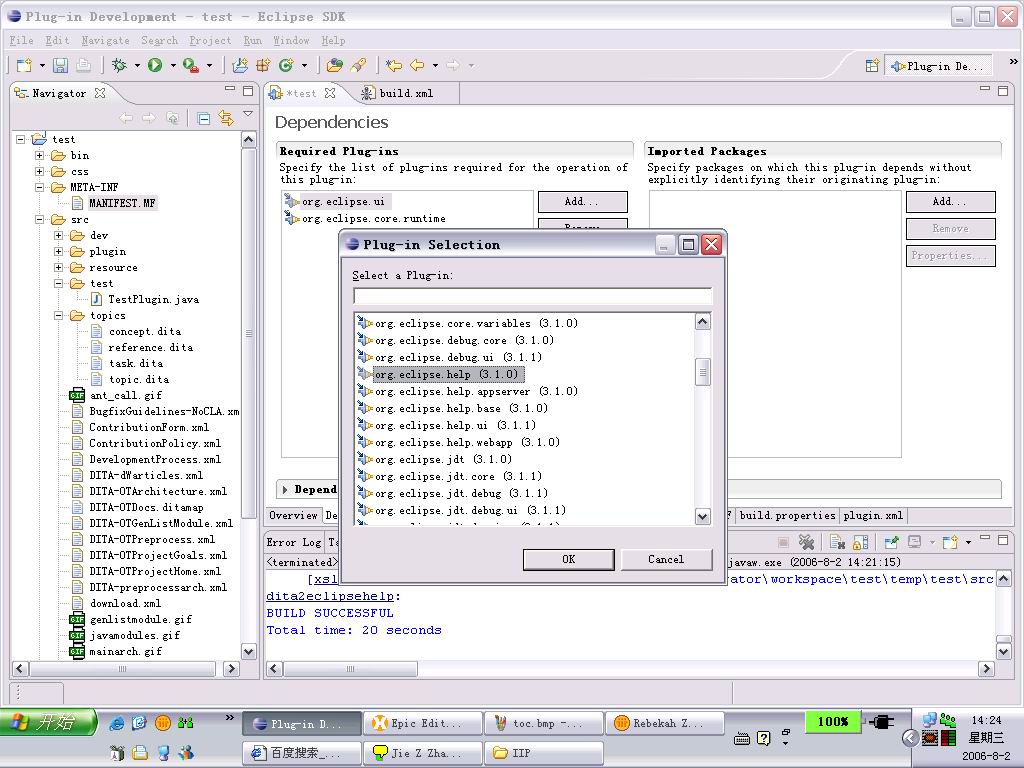 Plug-in Development - test - Eclipse SDK
File Edit Navigate Search Project Run Window Help
Plug-in De...
Navigator
*test
build.xml
test
bin
css
META-INF
MANIFEST.MF
src
dev
plugin
resource
test
TestPlugin.java
topics
concept.dita
reference.dita
task.dita
topic.dita
ant_call.gif
BugfixGuidelines-NoCLA.xm
ContributionForm.xml
ContributionPolicy.xml
DevelopmentProcess.xml
DITA-dWarticles.xml
DITA-OTArchitecture.xml
DITA-OTDocs.ditamap
DITA-OTGenListModule.xml
DITA-OTPreprocess.xml
DITA-OTProjectGoals.xml
DITA-OTProjectHome.xml
DITA-preprocessarch.xml
download.xml
genlistmodule.gif
javamodules.gif
mainarch.gif
Dependencies
Required Plug-ins
Specify the list of plug-ins required for the operation of
this plug-in:
org.eclipse.ui
org.eclipse.core.runtime
Add...
Imported Packages
Specify packages on which this plug-in depends without
explicitly identifying their originating plug-in:
Add...
Remove
Properties...
Plug-in Selection
Select a Plug-in:
org.eclipse.core.variables (3.1.0)
org.eclipse.debug.core (3.1.0)
org.eclipse.debug.ui (3.1.1)
org.eclipse.help (3.1.0)
org.eclipse.help.appserver (3.1.0)
org.eclipse.help.base (3.1.0)
org.eclipse.help.ui (3.1.1)
org.eclipse.help.webapp (3.1.0)
org.eclipse.jdt (3.1.0)
org.eclipse.jdt.core (3.1.1)
org.eclipse.jdt.debug (3.1.1)
org.eclipse.jdt.debug.ui (3.1.1)
OK
Cancel
Depend
Overview
De
F
build.properties
plugin.xml
Error Log
Ta
<terminated>
javaw.exe (2006-8-2 14:21:15)
[xsl
rator\workspace\test\temp\test\src
dita2eclipsehelp:
BUILD SUCCESSFUL
Total time: 20 seconds
开始
Plug-in D...
Epic Edit...
toc.bmp -...
Rebekah Z...
100%
14:24
百度搜索_...
Jie Z Zha...
IIP
星期三
2006-8-2